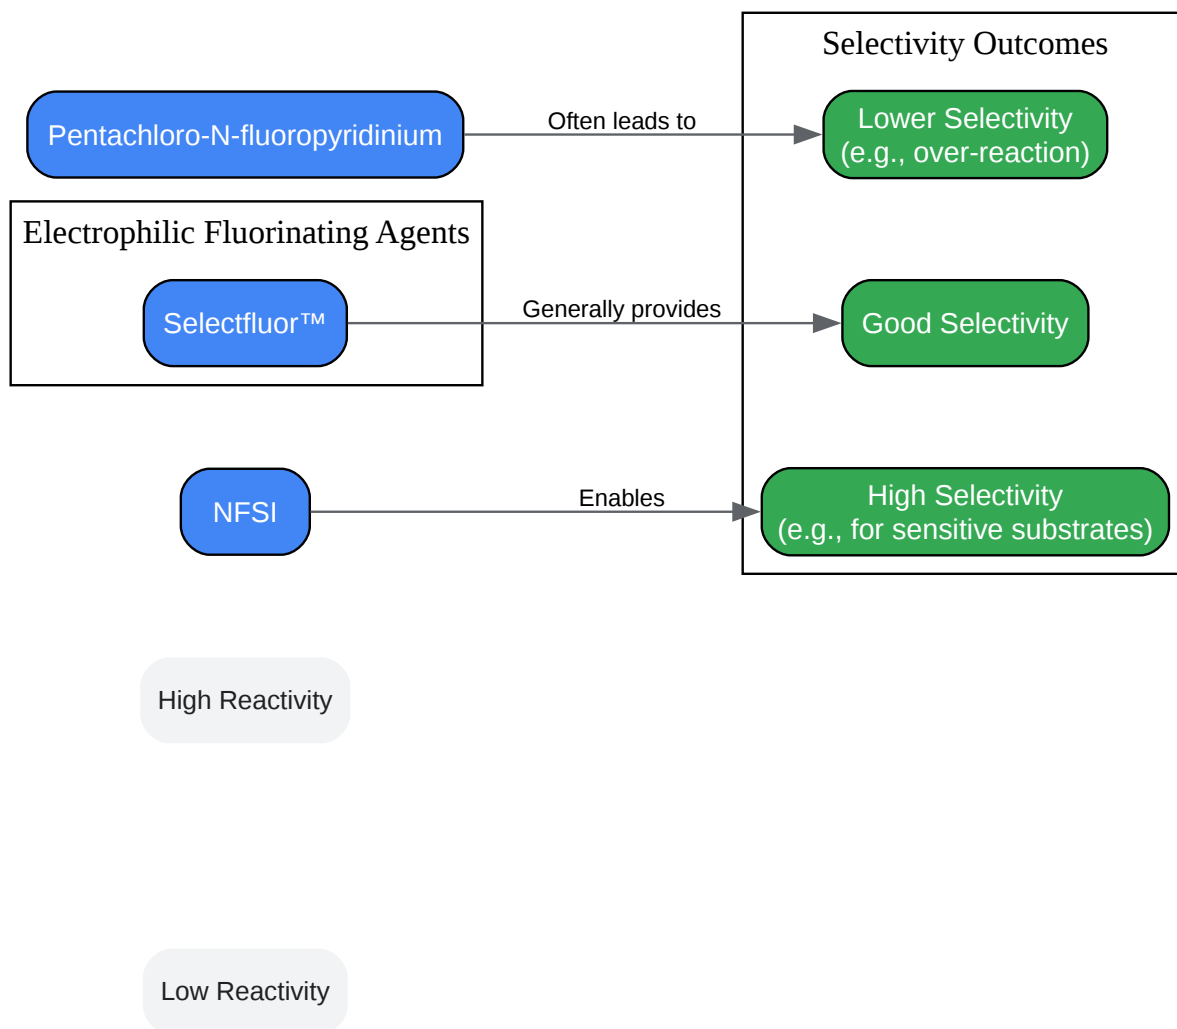 Selectivity Outcomes
Pentachloro-N-fluoropyridinium
Often leads to
Lower Selectivity
(e.g., over-reaction)
Electrophilic Fluorinating Agents
Selectfluor™
Generally provides
Good Selectivity
NFSI
Enables
High Selectivity
(e.g., for sensitive substrates)
High Reactivity
Low Reactivity